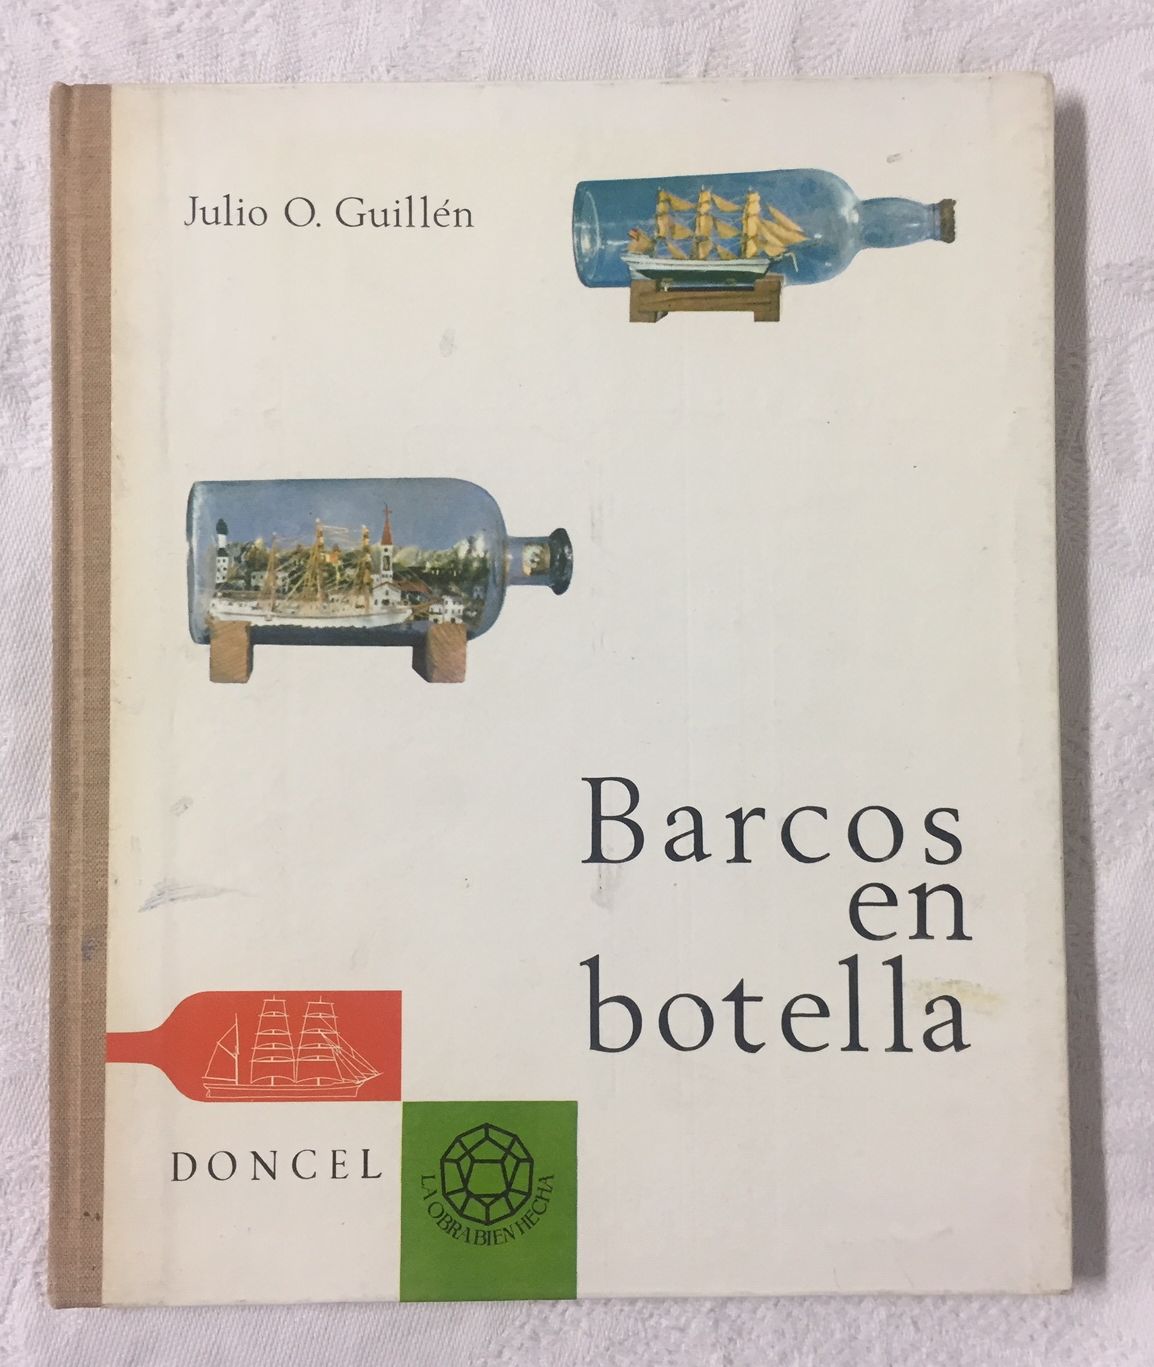 Julio O. Guillén
Barcos
en
botella
DONCEL
LA OBRA BIEN HECHA